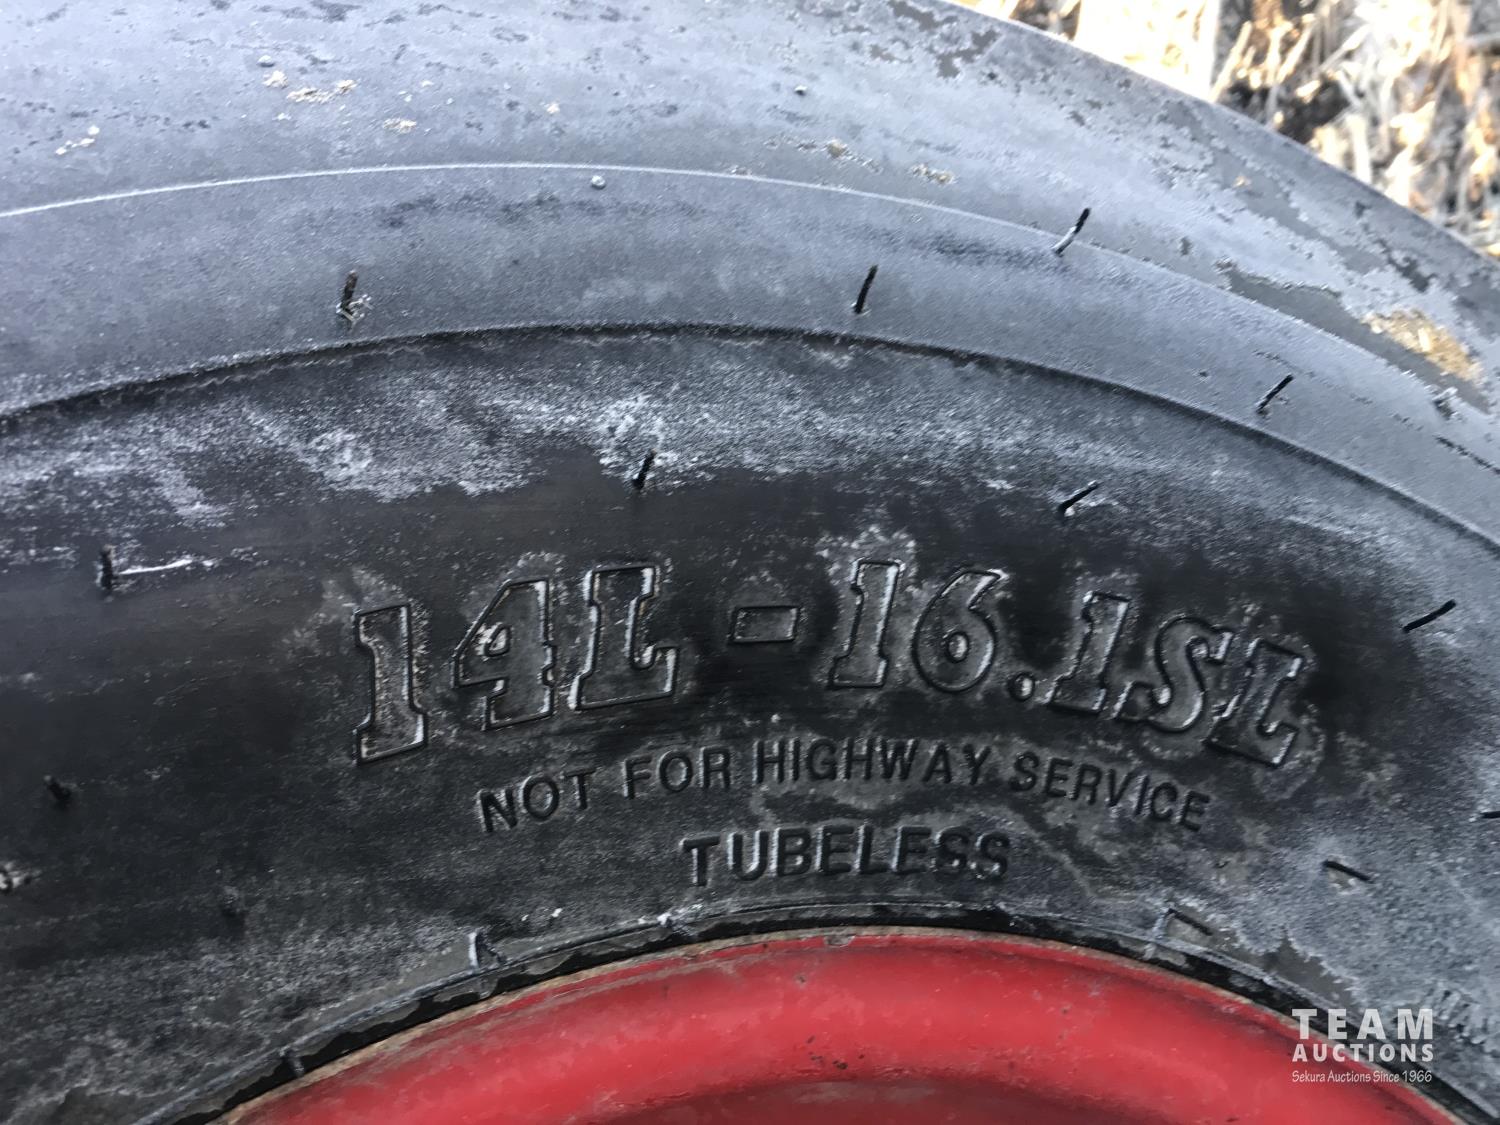 14L - 16.1SL
NOT FOR HIGHWAY SERVICE
TUBELESS
TEAM
AUCTIONS
Sekura Auctions Since 1966